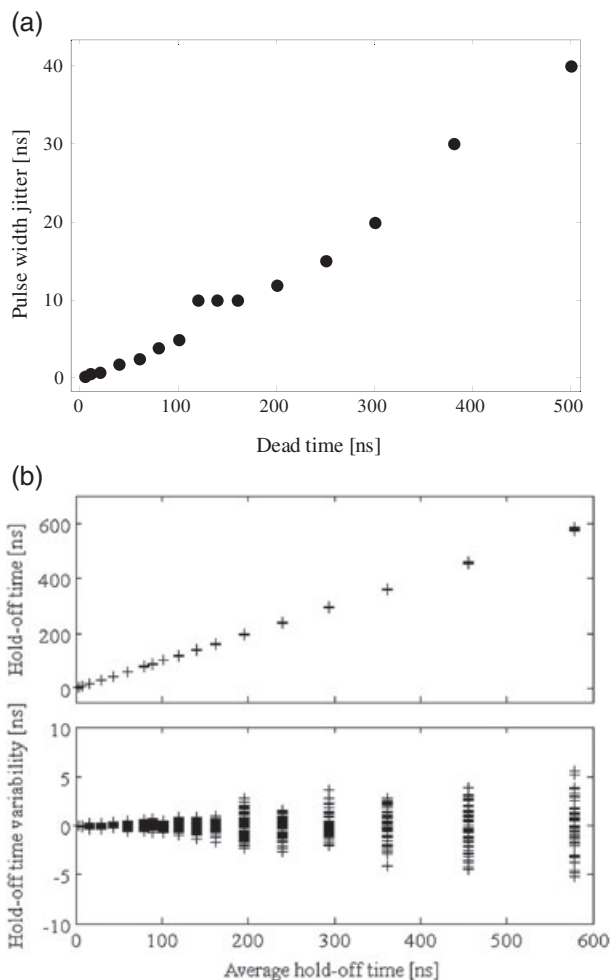 (a)
Pulse width jitter [ns]
40
30
20
10
0
0 100 200 300 400 500
Dead time [ns]
(b)
Hold-off time [ns]
600
400
200
0
Hold-off time variability [ns]
10
5
0
-5
-10
0 100 200 300 400 500 600
Average hold-off time [ns]